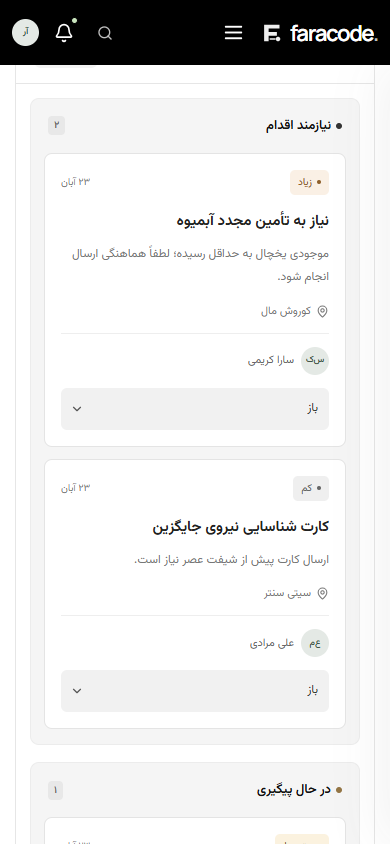 faracode.
آر
نیازمند اقدام
۲
زیاد
۲۳ آبان
نیاز به تأمین مجدد آبمیوه
موجودی یخچال به حداقل رسیده؛ لطفاً هماهنگی ارسال
انجام شود.
کوروش مال
س‌ک
سارا کریمی
باز
کم
۲۳ آبان
کارت شناسایی نیروی جایگزین
ارسال کارت پیش از شیفت عصر نیاز است.
سیتی سنتر
ع‌م
علی مرادی
باز
در حال پیگیری
۱